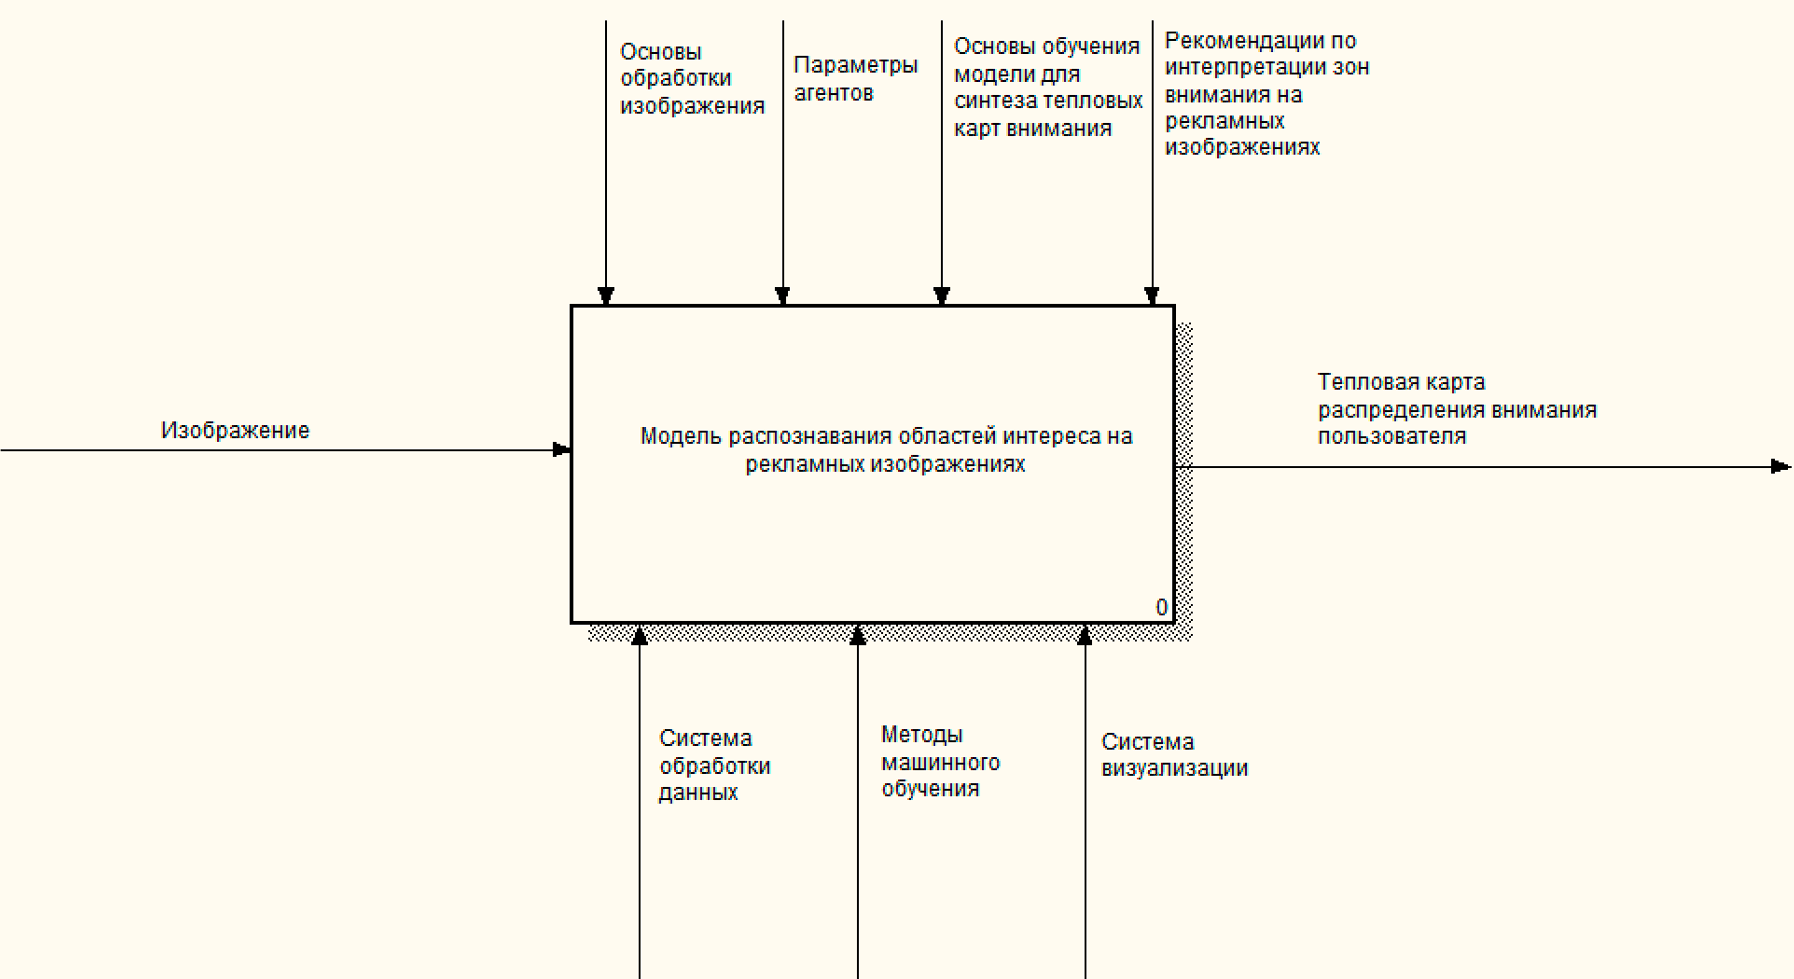 Основы
обработки
изображения
Параметры
агентов
Основы обучения
модели для
синтеза тепловых
карт внимания
Рекомендации по
интерпретации зон
внимания на
рекламных
изображениях
Изображение
Модель распознавания областей интереса на
рекламных изображениях
0
Тепловая карта
распределения внимания
пользователя
Система
обработки
данных
Методы
машинного
обучения
Система
визуализации